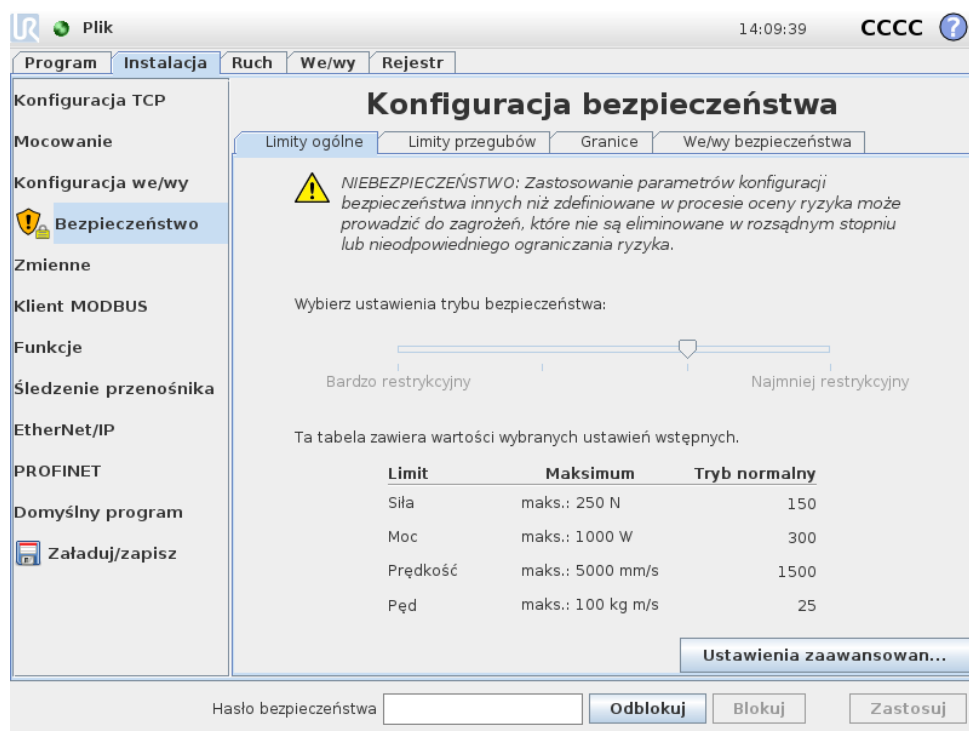 UR Plik 14:09:39 CCCC ?
Program Instalacja Ruch We/wy Rejestr
Konfiguracja TCP
Mocowanie
Konfiguracja we/wy
Bezpieczeństwo
Zmienne
Klient MODBUS
Funkcje
Śledzenie przenośnika
EtherNet/IP
PROFINET
Domyślny program
Załaduj/zapisz
Konfiguracja bezpieczeństwa
Limity ogólne Limity przegubów Granice We/wy bezpieczeństwa
NIEBEZPIECZEŃSTWO: Zastosowanie parametrów konfiguracji
bezpieczeństwa innych niż zdefiniowane w procesie oceny ryzyka może
prowadzić do zagrożeń, które nie są eliminowane w rozsądnym stopniu
lub nieodpowiedniego ograniczania ryzyka.
Wybierz ustawienia trybu bezpieczeństwa:
Bardzo restrykcyjny Najmniej restrykcyjny
Ta tabela zawiera wartości wybranych ustawień wstępnych.
Limit Maksimum Tryb normalny
Siła maks.: 250 N 150
Moc maks.: 1000 W 300
Prędkość maks.: 5000 mm/s 1500
Pęd maks.: 100 kg m/s 25
Ustawienia zaawansowan...
Hasło bezpieczeństwa Odblokuj Blokuj Zastosuj